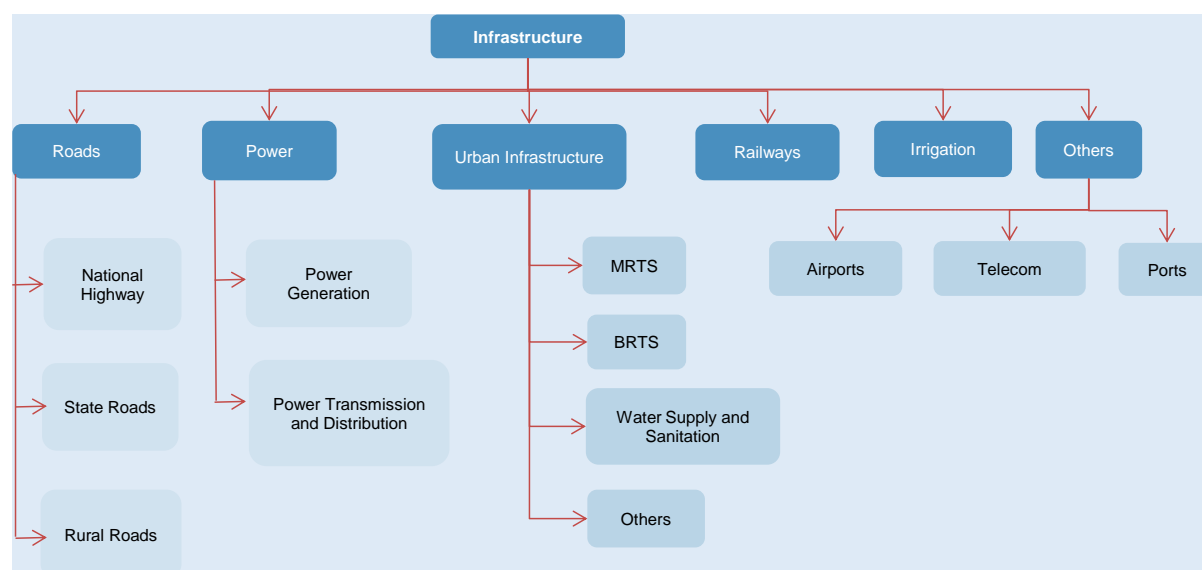 Infrastructure
Roads
Power
Urban Infrastructure
Railways
Irrigation
Others
National
Highway
State Roads
Rural Roads
Power
Generation
Power Transmission
and Distribution
MRTS
BRTS
Water Supply and
Sanitation
Others
Airports
Telecom
Ports